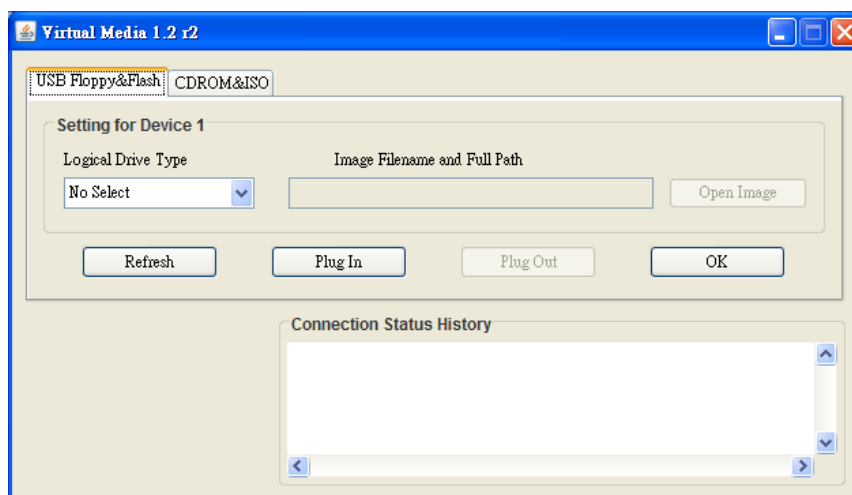 Virtual Media 1.2 r2
USB Floppy&Flash CDROM&ISO
Setting for Device 1
Logical Drive Type Image Filename and Full Path
No Select Open Image
Refresh Plug In Plug Out OK
Connection Status History